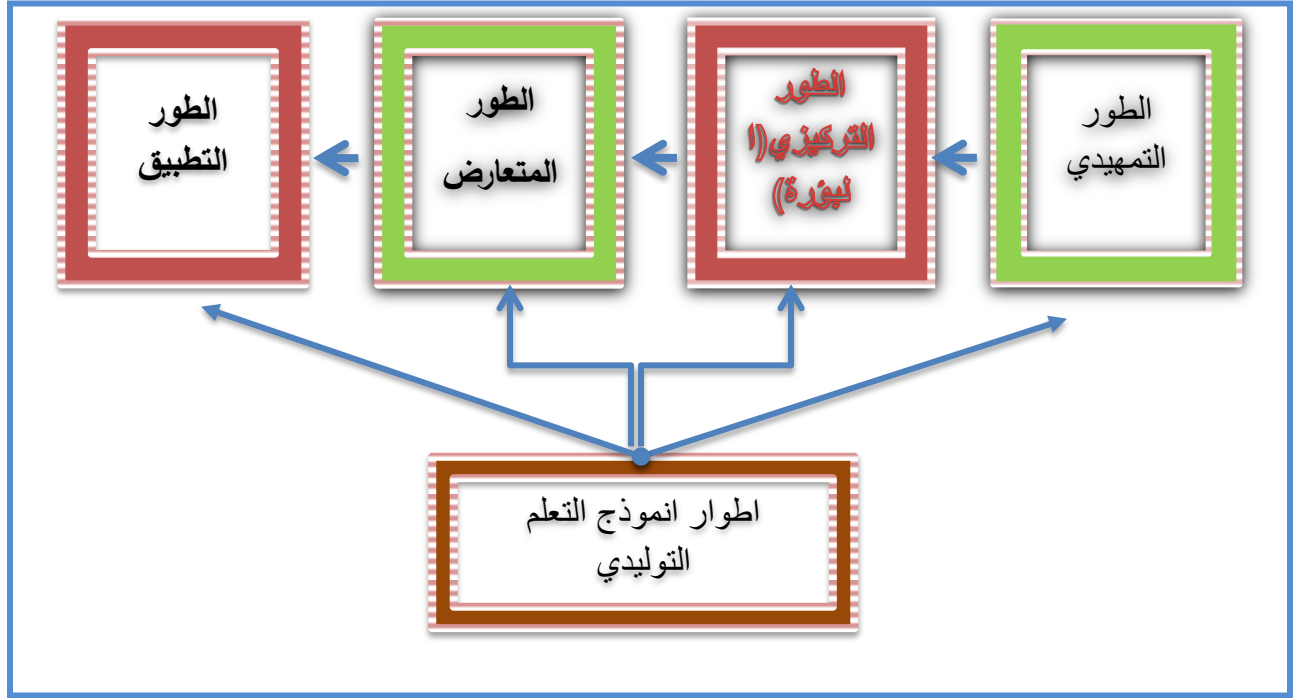 الطور
التمهيدي
الطور
التركيزي(ا
لبؤرة)
الطور
المتعارض
الطور
التطبيق
اطوار انموذج التعلم
التوليدي